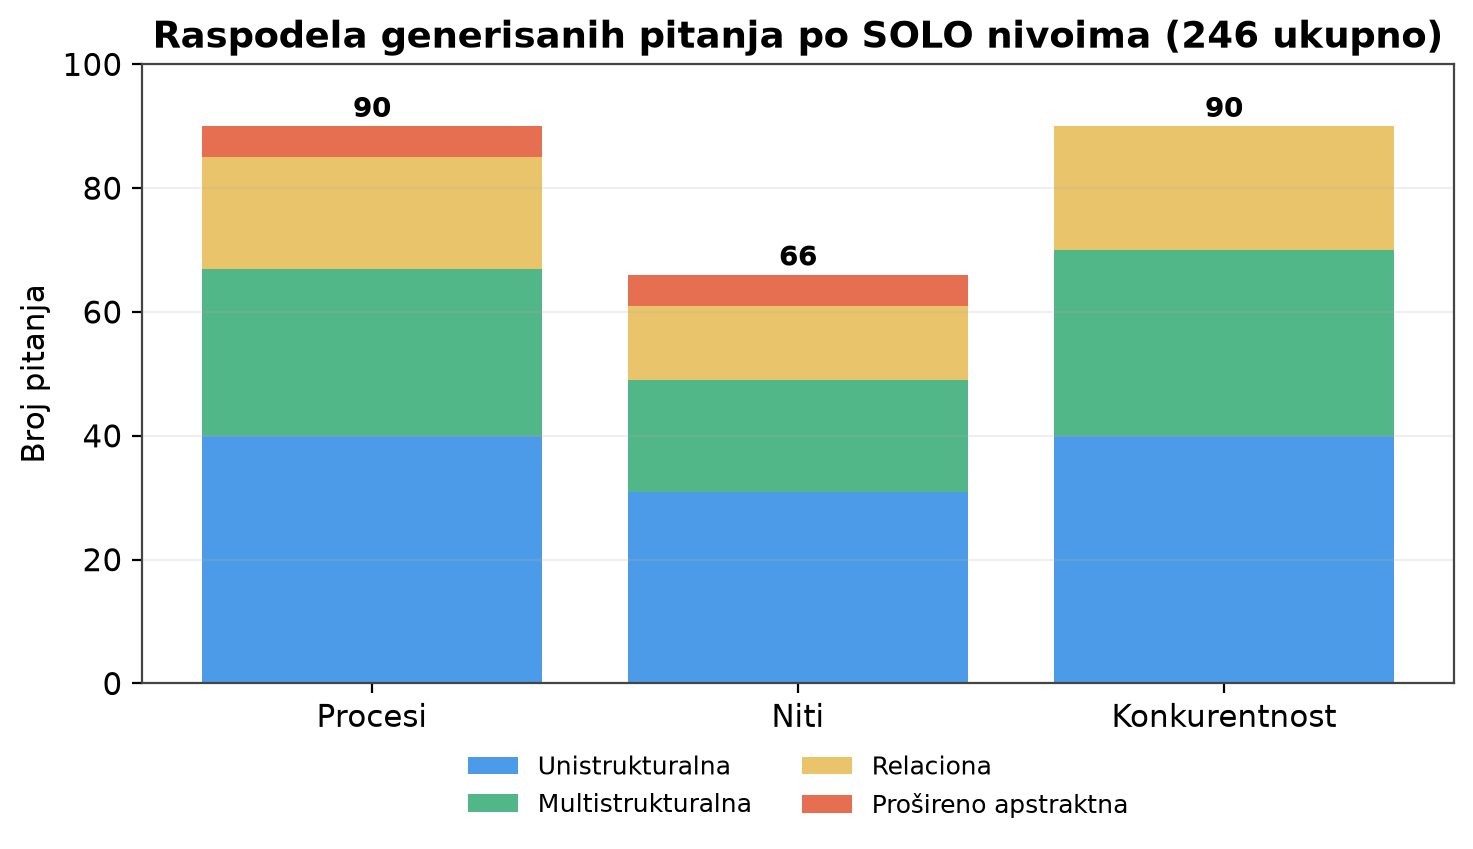 Raspodela generisanih pitanja po SOLO nivoima (246 ukupno)
100
80
60
40
20
0
Broj pitanja
90
66
90
Procesi
Niti
Konkurentnost
Unistrukturalna
Multistrukturalna
Relaciona
Prošireno apstraktna